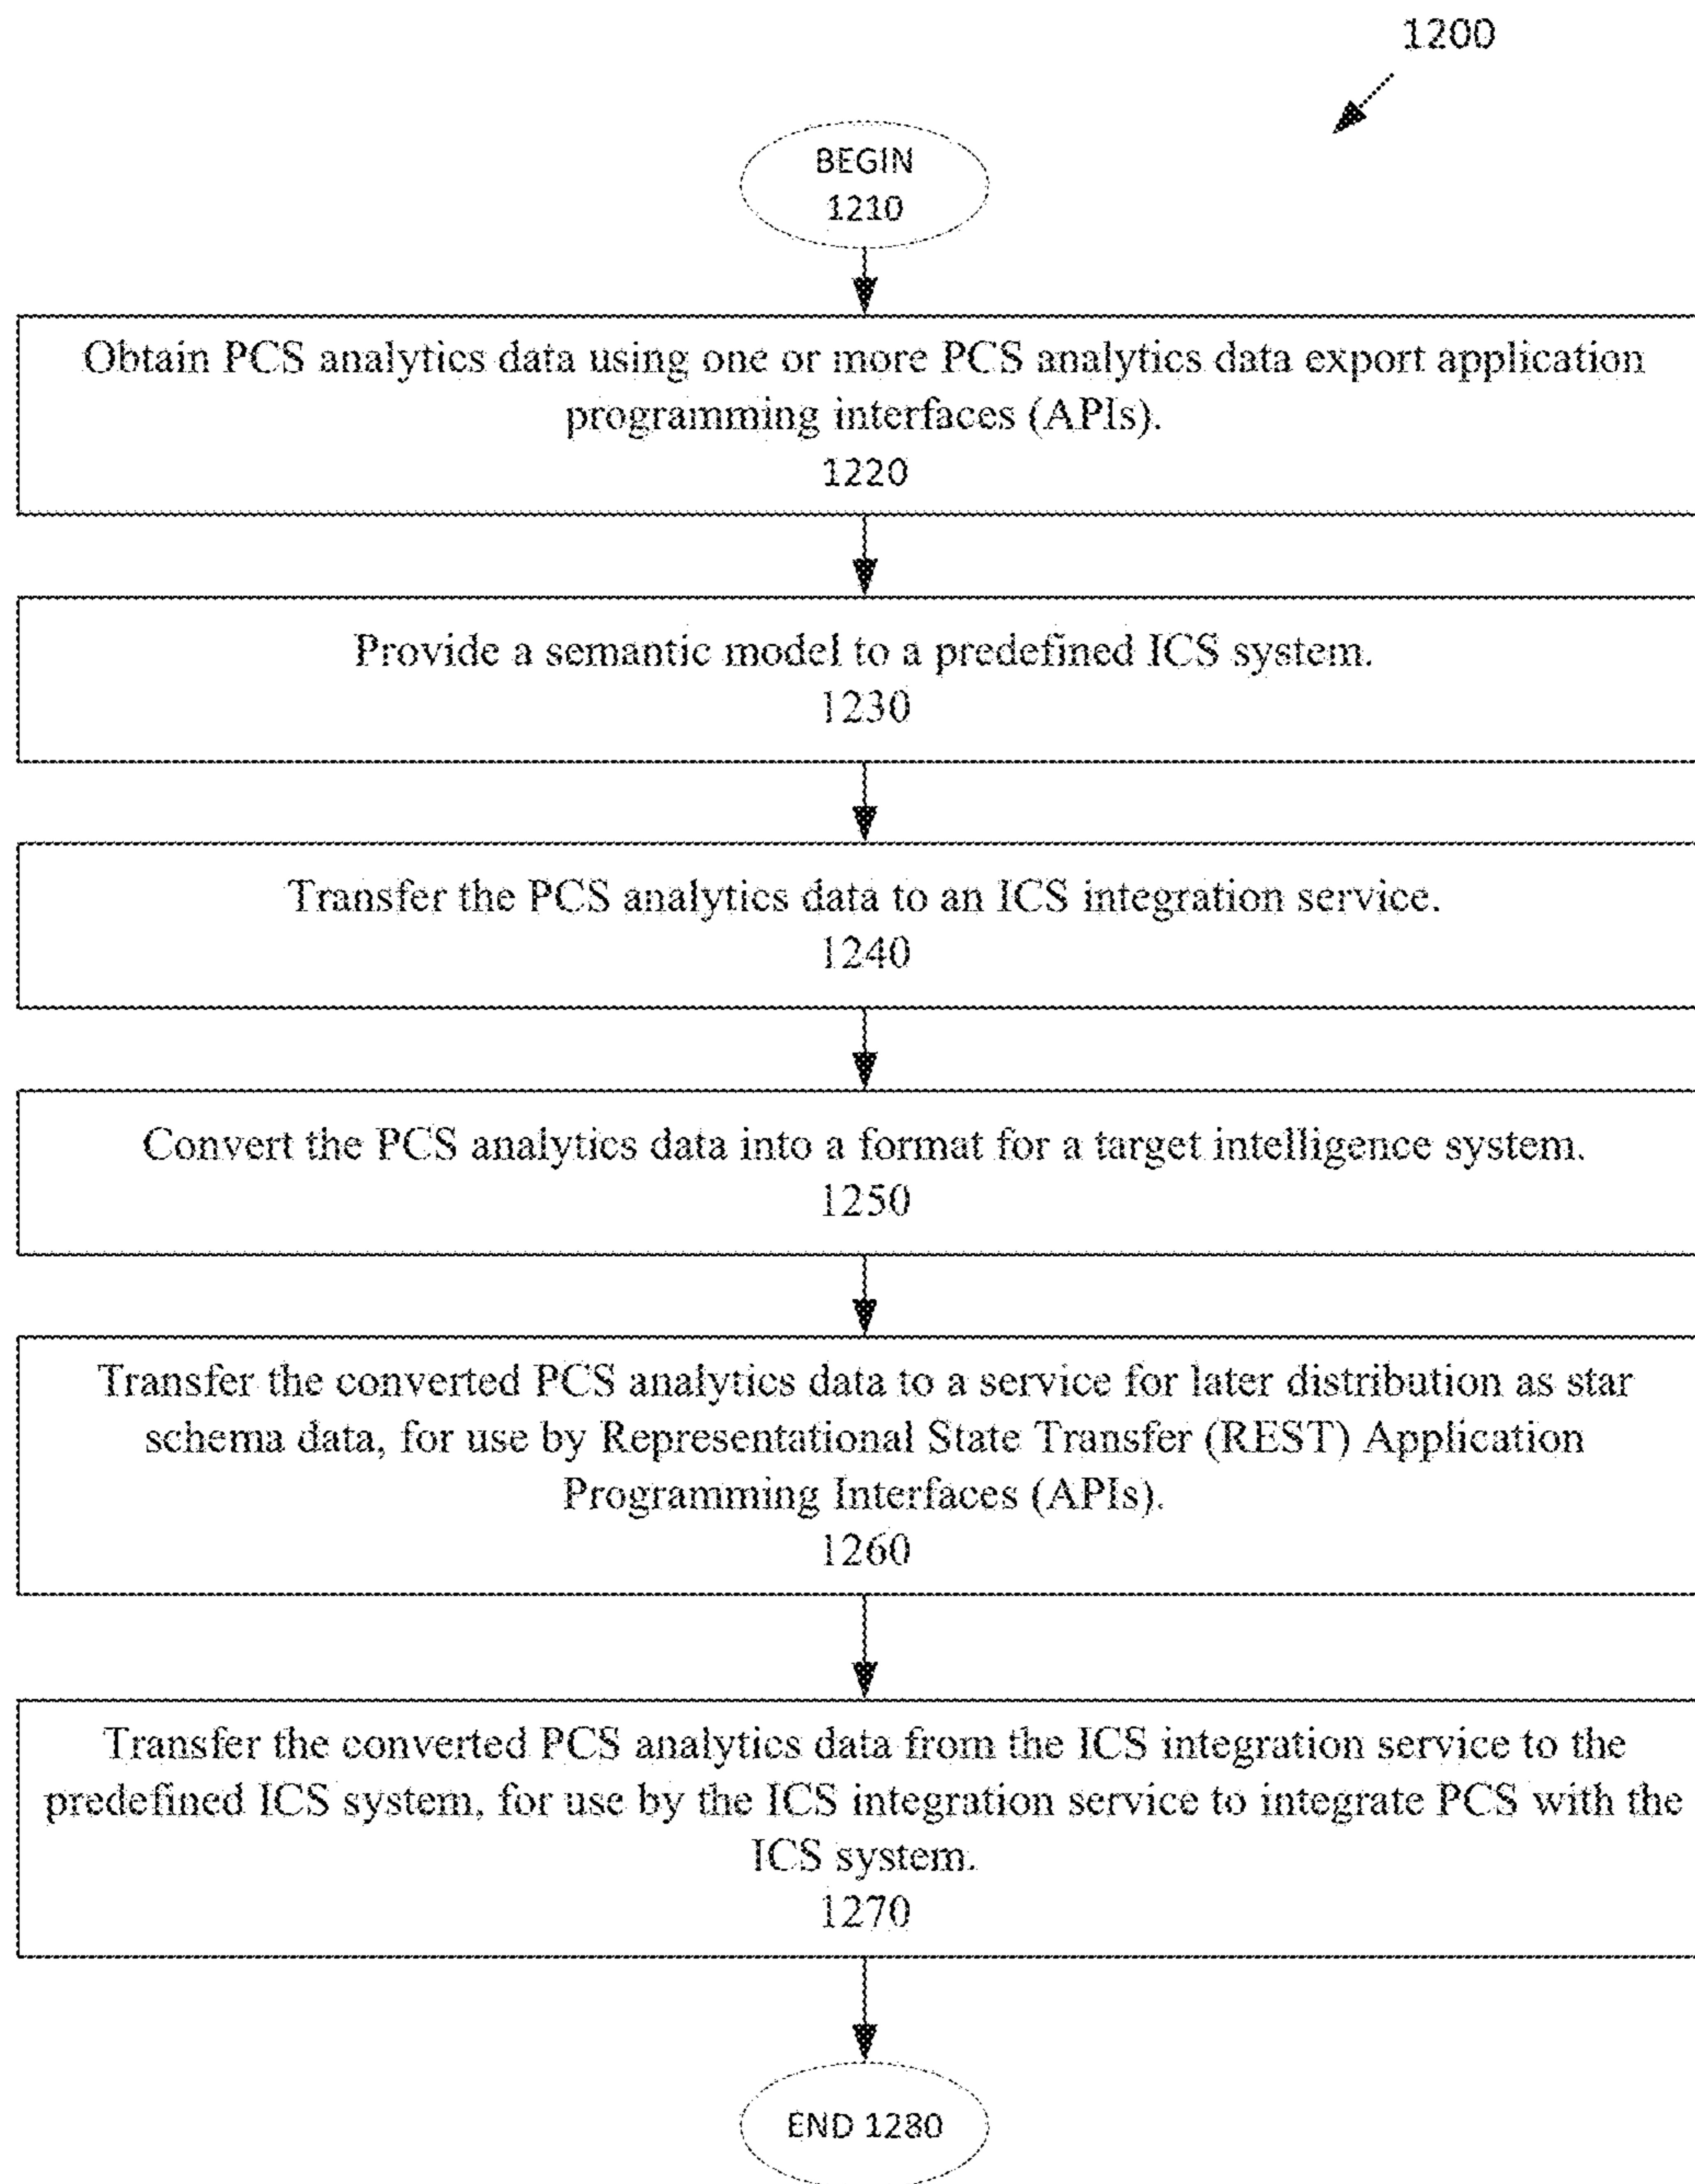 1200
BEGIN
1210
Obtain PCS analytics data using one or more PCS analytics data export application
programming interfaces (APIs).
1220
Provide a semantic model to a predefined ICS system.
1230
Transfer the PCS analytics data to an ICS integration service.
1240
Convert the PCS analytics data into a format for a target intelligence system.
1250
Transfer the converted PCS analytics data to a service for later distribution as star
schema data, for use by Representational State Transfer (REST) Application
Programming Interfaces (APIs).
1260
Transfer the converted PCS analytics data from the ICS integration service to the
predefined ICS system, for use by the ICS integration service to integrate PCS with the
ICS system.
1270
END 1280